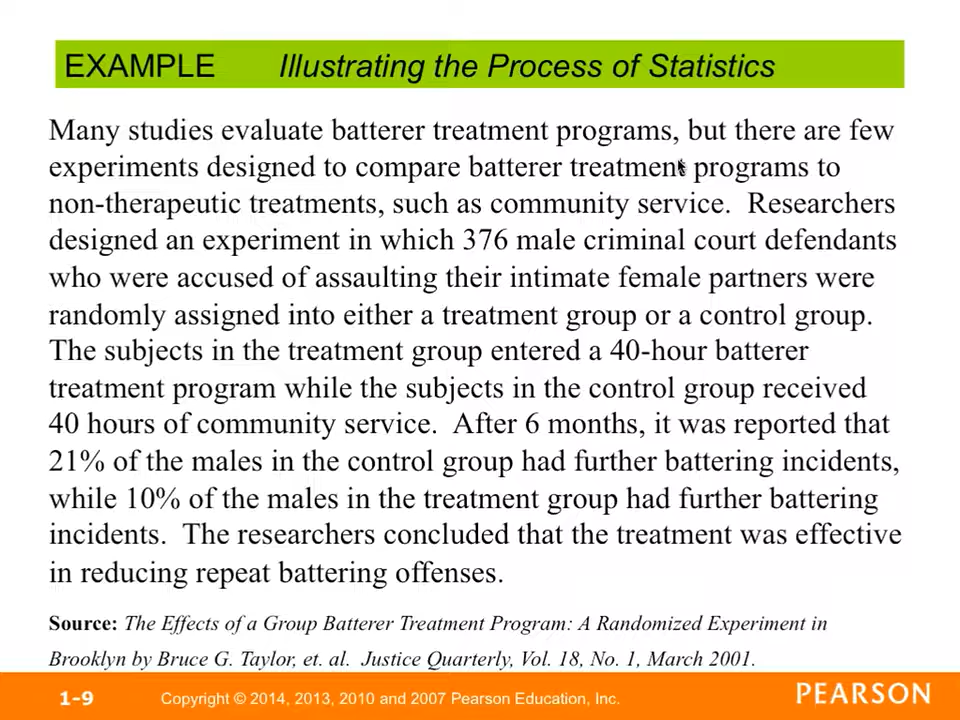 EXAMPLE Illustrating the Process of Statistics
Many studies evaluate batterer treatment programs, but there are few
experiments designed to compare batterer treatment programs to
non-therapeutic treatments, such as community service. Researchers
designed an experiment in which 376 male criminal court defendants
who were accused of assaulting their intimate female partners were
randomly assigned into either a treatment group or a control group.
The subjects in the treatment group entered a 40-hour batterer
treatment program while the subjects in the control group received
40 hours of community service. After 6 months, it was reported that
21% of the males in the control group had further battering incidents,
while 10% of the males in the treatment group had further battering
incidents. The researchers concluded that the treatment was effective
in reducing repeat battering offenses.
Source: The Effects of a Group Batterer Treatment Program: A Randomized Experiment in
Brooklyn by Bruce G. Taylor, et. al. Justice Quarterly, Vol. 18, No. 1, March 2001.
1-9 Copyright © 2014, 2013, 2010 and 2007 Pearson Education, Inc. PEARSON